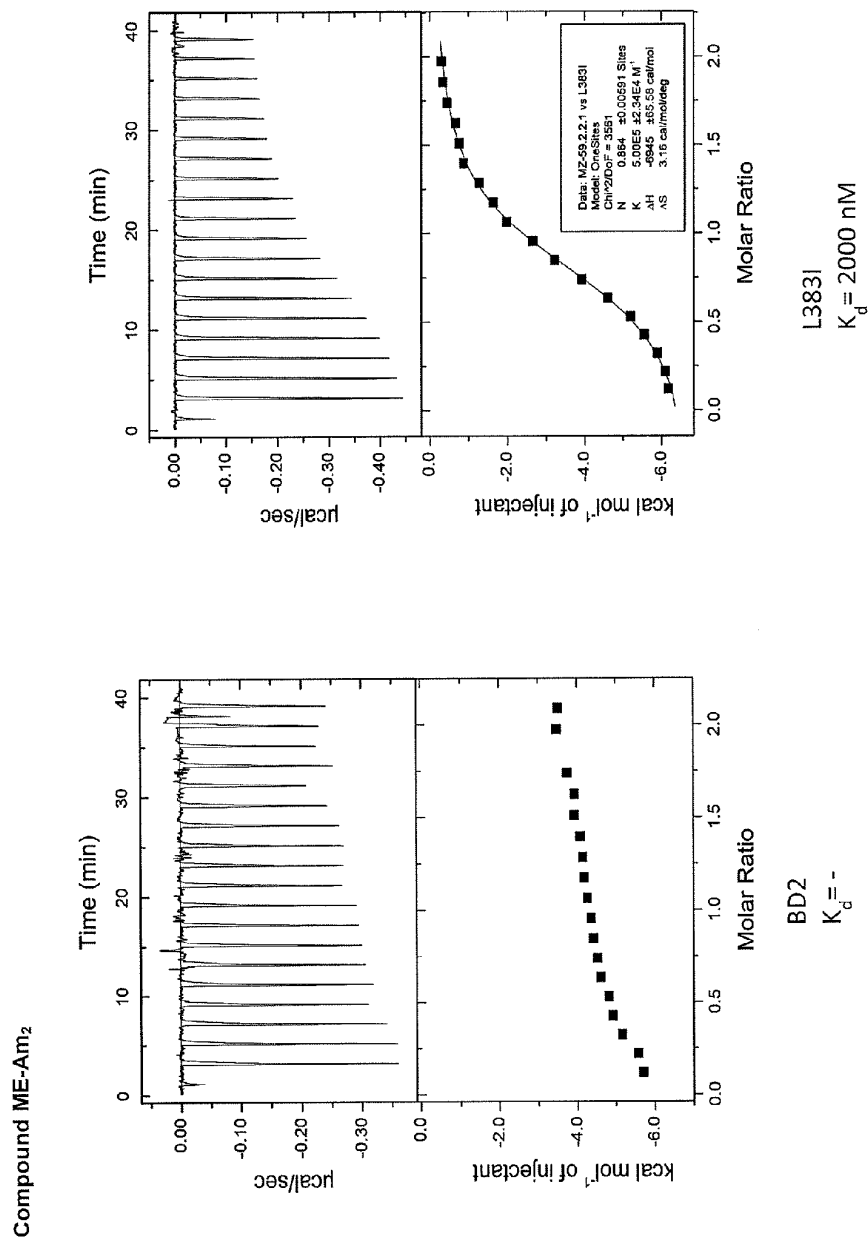 Compound ME-Am₂
Time (min)
0 10 20 30 40
0.00
-0.10
-0.20
-0.30
µcal/sec
0.0
-2.0
-4.0
-6.0
kcal mol⁻¹ of injectant
0.0 0.5 1.0 1.5 2.0
Molar Ratio
BD2
K_d = -
Time (min)
0 10 20 30 40
0.00
-0.10
-0.20
-0.30
-0.40
µcal/sec
0.0
-2.0
-4.0
-6.0
kcal mol⁻¹ of injectant
Data: MZ-59.2.2.1 vs L383I
Model: OneSites
Chi^2/DoF = 3561
N 0.864 ±0.00591 Sites
K 5.00E5 ±2.34E4 M⁻¹
ΔH -6945 ±65.58 cal/mol
ΔS 3.16 cal/mol/deg
0.0 0.5 1.0 1.5 2.0
Molar Ratio
L383I
K_d = 2000 nM